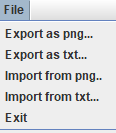 File
Export as png...
Export as txt...
Import from png..
Import from txt...
Exit